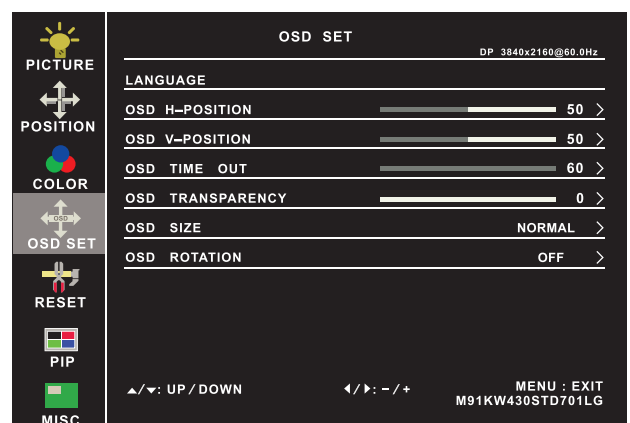 OSD SET
DP 3840x2160@60.0Hz
PICTURE
POSITION
COLOR
OSD
OSD SET
RESET
PIP
MISC
LANGUAGE
OSD H–POSITION 50 >
OSD V–POSITION 50 >
OSD TIME OUT 60 >
OSD TRANSPARENCY 0 >
OSD SIZE NORMAL >
OSD ROTATION OFF >
▲/▼: UP / DOWN ◀/▶: – / + MENU : EXIT
M91KW430STD701LG